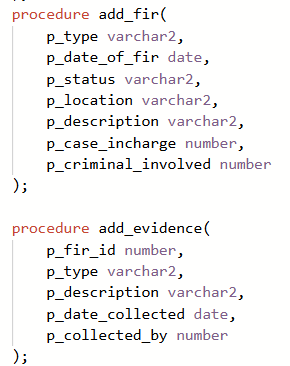 procedure add_fir(
    p_type varchar2,
    p_date_of_fir date,
    p_status varchar2,
    p_location varchar2,
    p_description varchar2,
    p_case_incharge number,
    p_criminal_involved number
);
procedure add_evidence(
    p_fir_id number,
    p_type varchar2,
    p_description varchar2,
    p_date_collected date,
    p_collected_by number
);